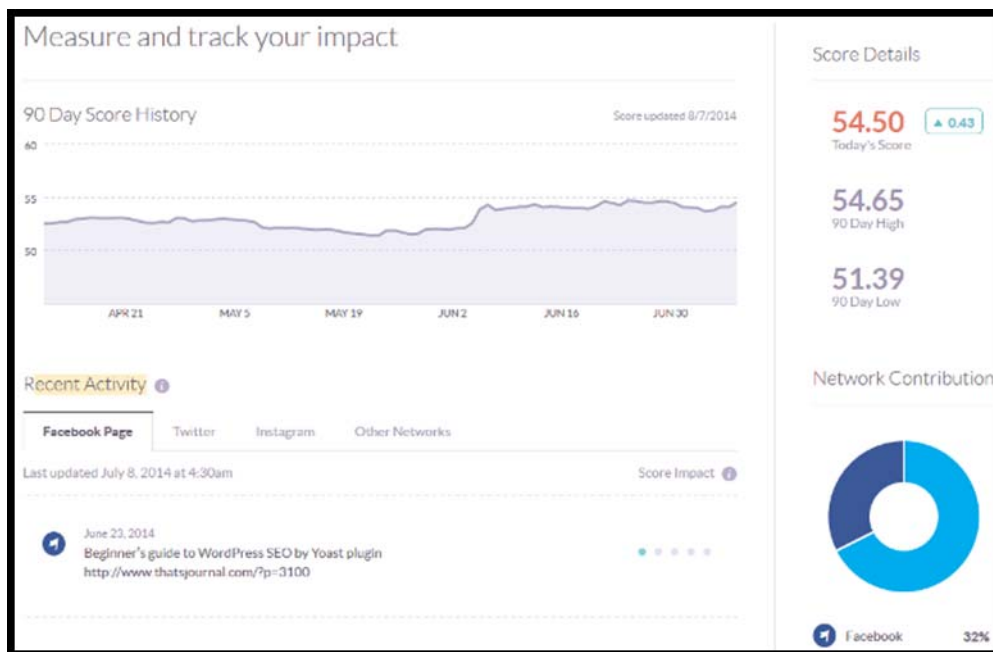 Measure and track your impact
90 Day Score History
Score updated 8/7/2014
60
55
50
APR 21 MAY 5 MAY 19 JUN 2 JUN 16 JUN 30
Recent Activity
Facebook Page Twitter Instagram Other Networks
Last updated July 8, 2014 at 4:30am
Score Impact
June 23, 2014
Beginner's guide to WordPress SEO by Yoast plugin
http://www.thatsjournal.com/?p=3100
Score Details
54.50 ▲ 0.43
Today's Score
54.65
90 Day High
51.39
90 Day Low
Network Contribution
Facebook 32%